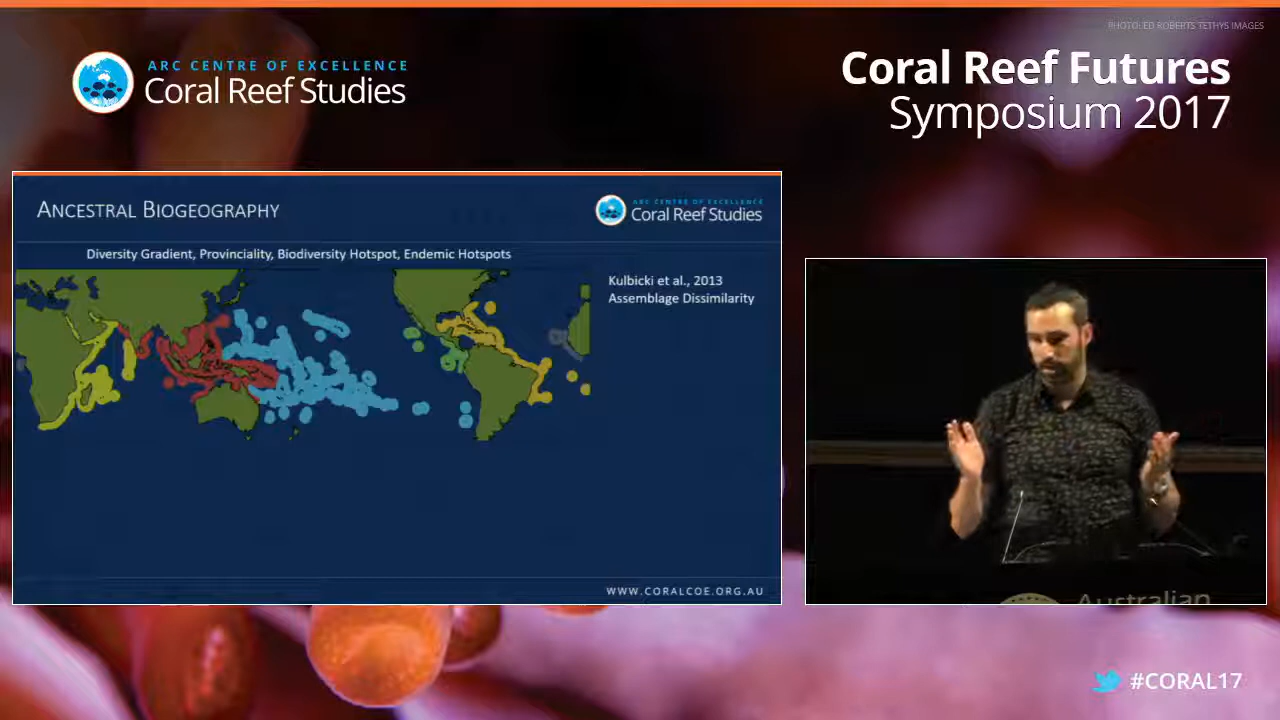 PHOTO: ED ROBERTS TETHYS IMAGES
ARC CENTRE OF EXCELLENCE
Coral Reef Studies
Coral Reef Futures
Symposium 2017
ANCESTRAL BIOGEOGRAPHY
ARC CENTRE OF EXCELLENCE
Coral Reef Studies
Diversity Gradient, Provinciality, Biodiversity Hotspot, Endemic Hotspots
Kulbicki et al., 2013
Assemblage Dissimilarity
WWW.CORALCOE.ORG.AU
Australian
#CORAL17